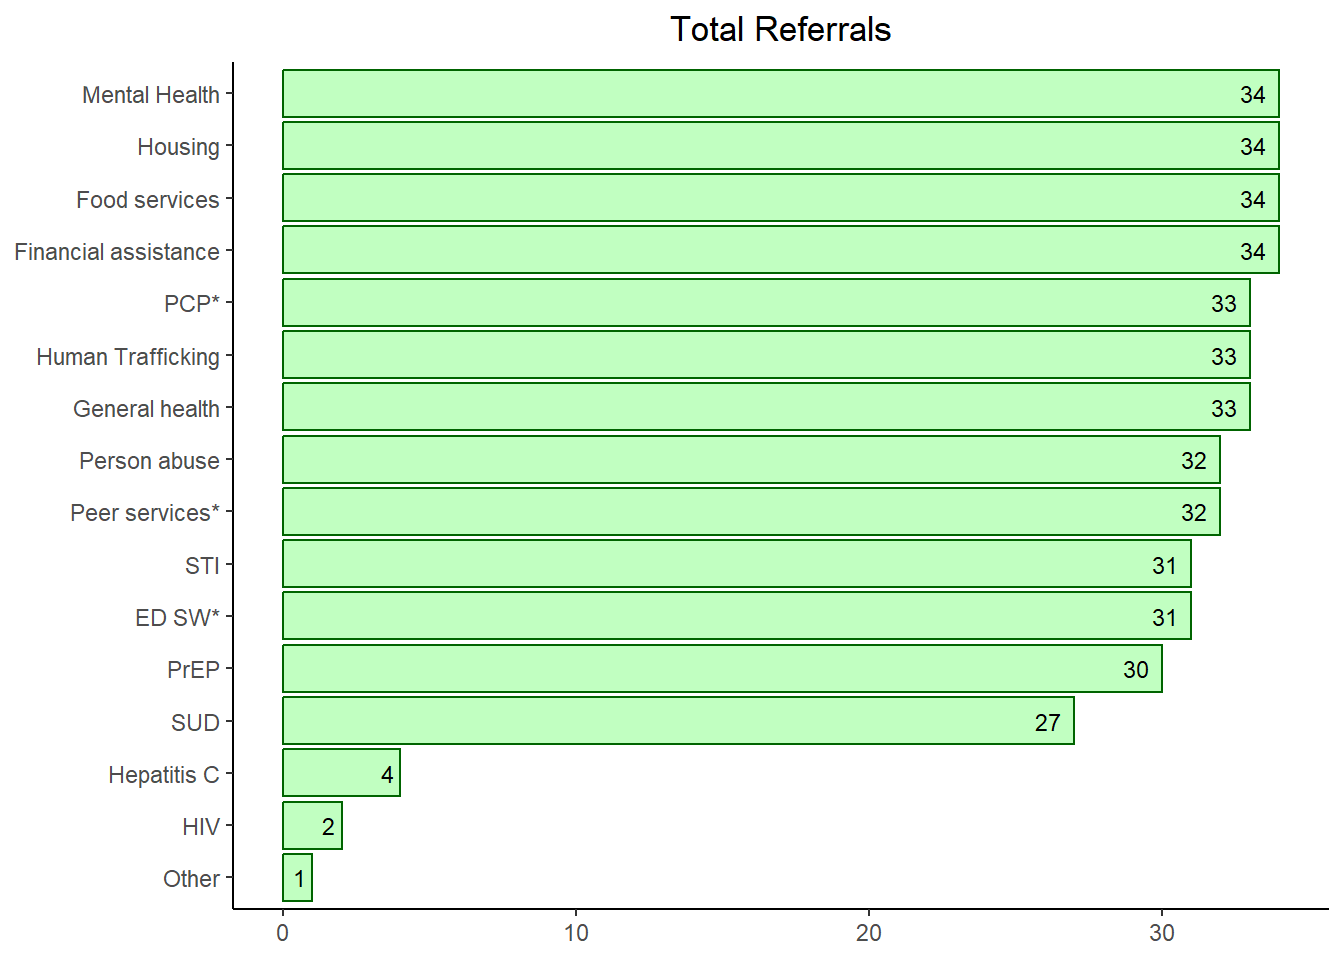 Total Referrals
Mental Health 34
Housing 34
Food services 34
Financial assistance 34
PCP* 33
Human Trafficking 33
General health 33
Person abuse 32
Peer services* 32
STI 31
ED SW* 31
PrEP 30
SUD 27
Hepatitis C 4
HIV 2
Other 1
0 10 20 30